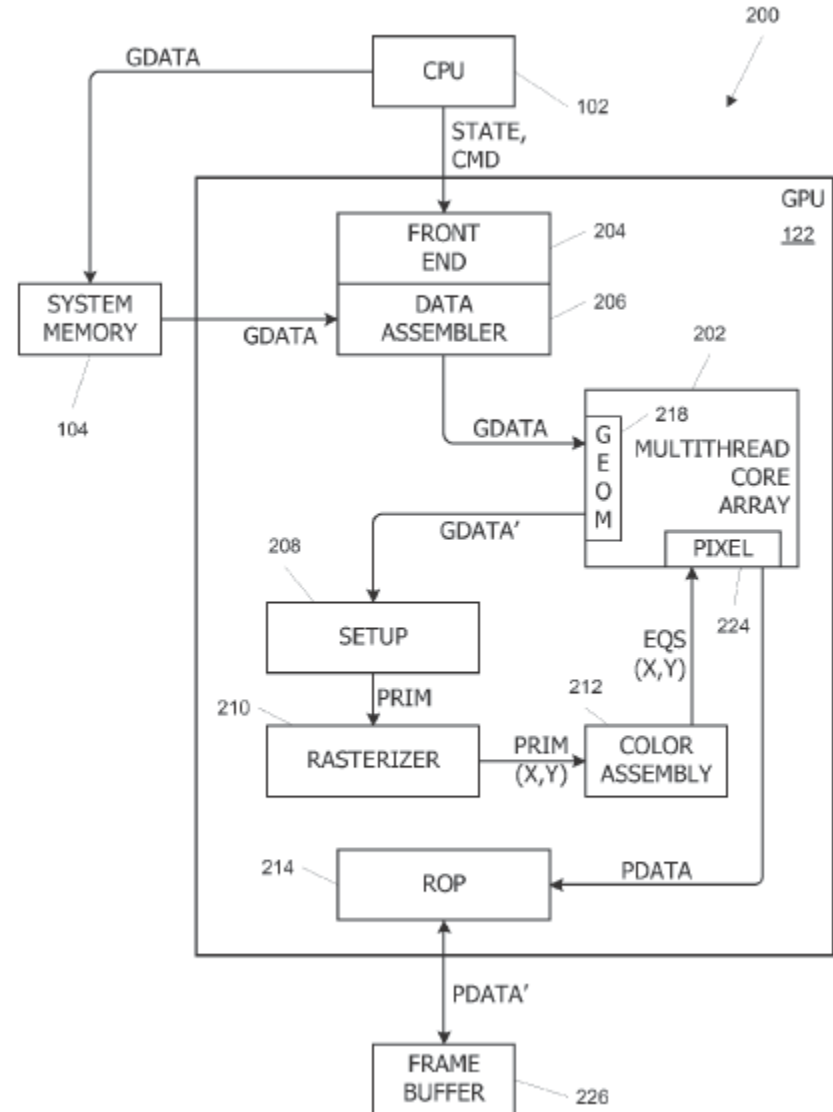 200
GDATA
CPU
102
STATE,
CMD
GPU
122
FRONT
END
204
SYSTEM
MEMORY
GDATA
DATA
ASSEMBLER
206
104
202
GDATA
GEOM
218
MULTITHREAD
CORE
ARRAY
GDATA'
PIXEL
208
224
SETUP
EQS
(X,Y)
PRIM
210
212
RASTERIZER
PRIM
(X,Y)
COLOR
ASSEMBLY
214
ROP
PDATA
PDATA'
FRAME
BUFFER
226